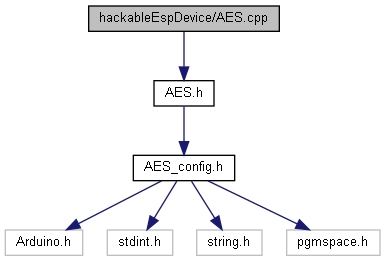 hackableEspDevice/AES.cpp
AES.h
AES_config.h
Arduino.h
stdint.h
string.h
pgmspace.h